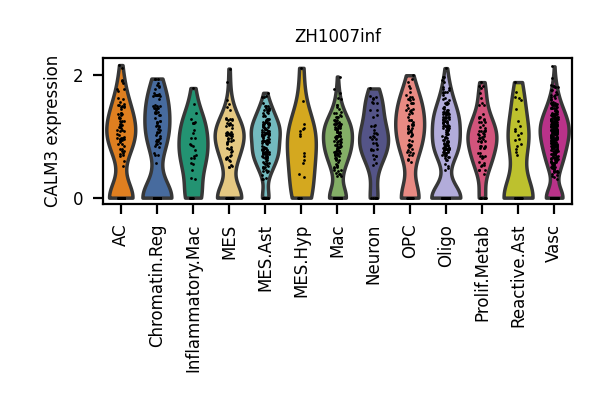 ZH1007inf
CALM3 expression
2
0
AC
Chromatin.Reg
Inflammatory.Mac
MES
MES.Ast
MES.Hyp
Mac
Neuron
OPC
Oligo
Prolif.Metab
Reactive.Ast
Vasc